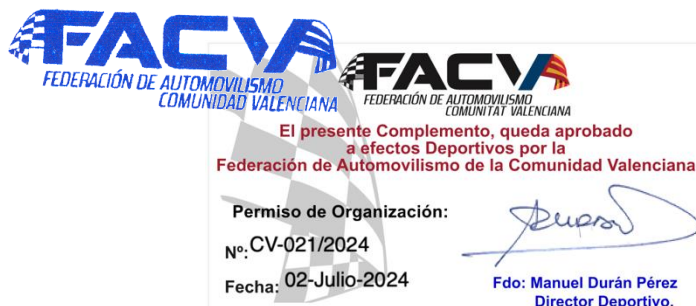 FACV
FEDERACIÓN DE AUTOMOVILISMO
COMUNIDAD VALENCIANA
FACV
FEDERACIÓN DE AUTOMOVILISMO
COMUNITAT VALENCIANA
El presente Complemento, queda aprobado
a efectos Deportivos por la
Federación de Automovilismo de la Comunidad Valenciana
Permiso de Organización:
Nº: CV-021/2024
Fecha: 02-Julio-2024
Fdo: Manuel Durán Pérez
Director Deportivo.